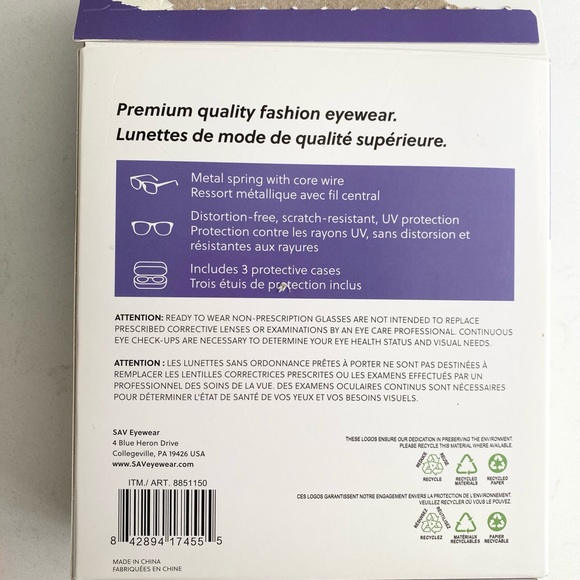 Premium quality fashion eyewear.
Lunettes de mode de qualité supérieure.
Metal spring with core wire
Ressort métallique avec fil central
Distortion-free, scratch-resistant, UV protection
Protection contre les rayons UV, sans distorsion et
résistantes aux rayures
Includes 3 protective cases
Trois étuis de protection inclus
ATTENTION: READY TO WEAR NON-PRESCRIPTION GLASSES ARE NOT INTENDED TO REPLACE
PRESCRIBED CORRECTIVE LENSES OR EXAMINATIONS BY AN EYE CARE PROFESSIONAL. CONTINUOUS
EYE CHECK-UPS ARE NECESSARY TO DETERMINE YOUR EYE HEALTH STATUS AND VISUAL NEEDS.
ATTENTION : LES LUNETTES SANS ORDONNANCE PRÊTES À PORTER NE SONT PAS DESTINÉES À
REMPLACER LES LENTILLES CORRECTRICES PRESCRITES OU LES EXAMENS EFFECTUÉS PAR UN
PROFESSIONNEL DES SOINS DE LA VUE. DES EXAMENS OCULAIRES CONTINUS SONT NÉCESSAIRES
POUR DÉTERMINER L'ÉTAT DE SANTÉ DE VOS YEUX ET VOS BESOINS VISUELS.
SAV Eyewear
4 Blue Heron Drive
Collegeville, PA 19426 USA
www.SAVeyewear.com
ITM./ ART. 8851150
8 42894 17455 5
MADE IN CHINA
FABRIQUÉES EN CHINE
THESE LOGOS ENSURE OUR DEDICATION IN PRESERVING THE ENVIRONMENT.
PLEASE RECYCLE THIS MATERIAL WHERE AVAILABLE.
REDUCE REUSE
RECYCLE
RECYCLED
MATERIALS
RECYCLED
PAPER
CES LOGOS GARANTISSENT NOTRE ENGAGEMENT ENVERS LA PROTECTION DE L'ENVIRONNEMENT.
VEUILLEZ RECYCLER OÙ VOUS LE POUVEZ.
RÉDUISEZ RÉUTILISEZ
RECYCLEZ
MATÉRIAUX
RECYCLABLES
PAPIER
RECYCLABLE